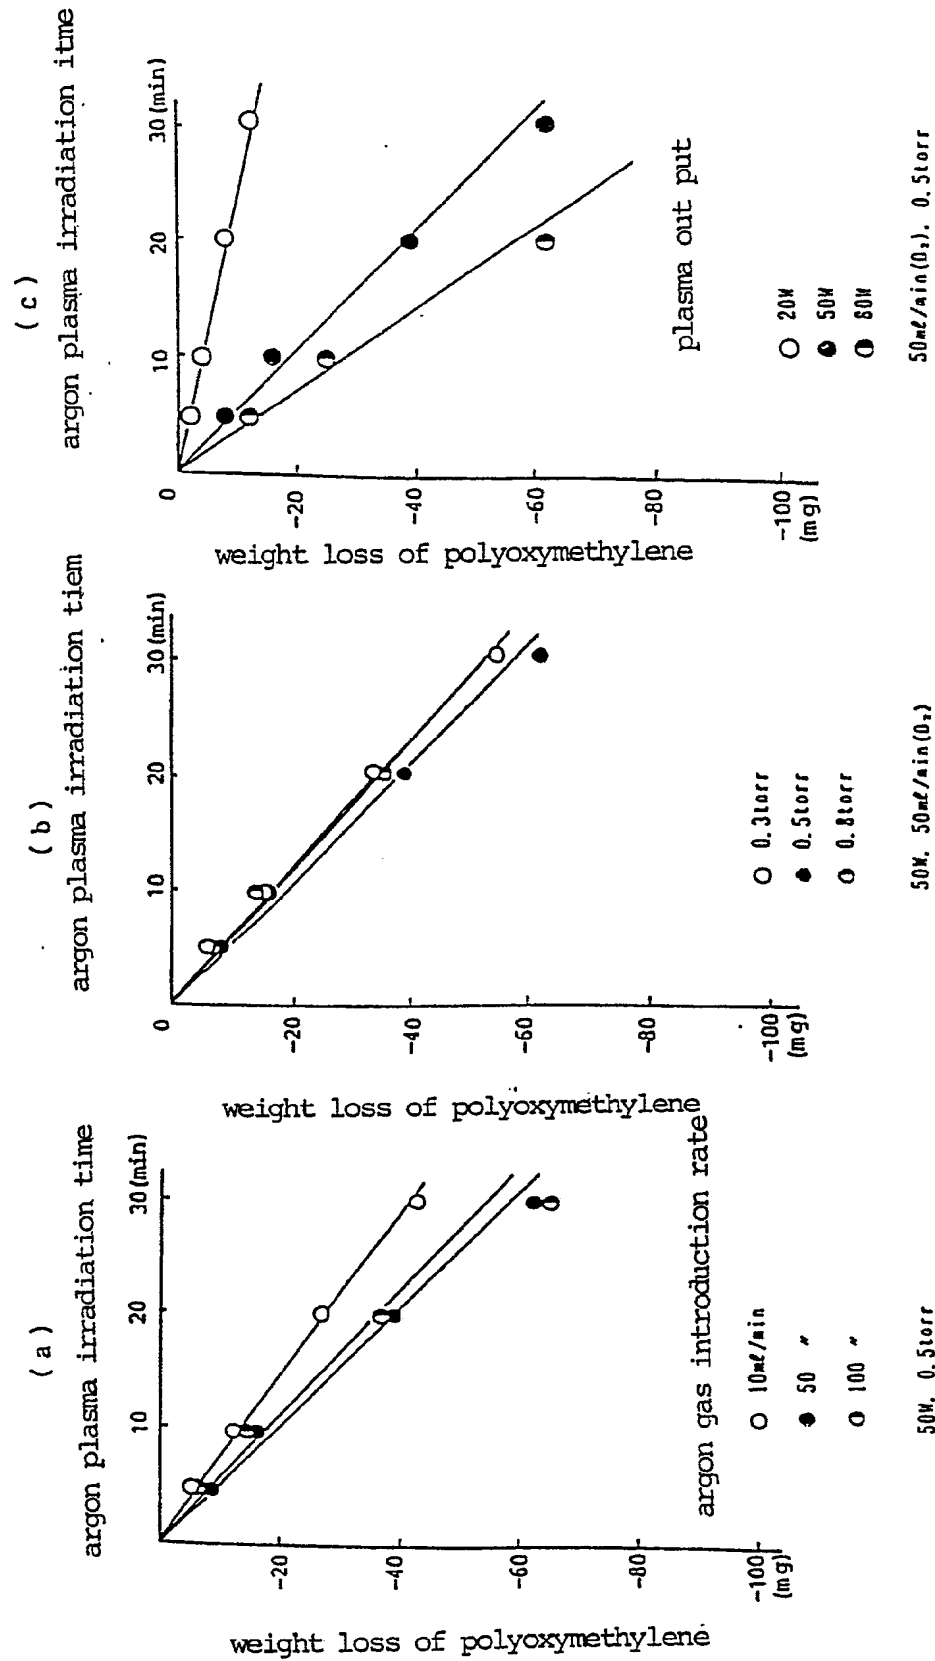 (a)
argon plasma irradiation time
10
20
30 (min)
-20
-40
-60
-80
-100
(mg)
weight loss of polyoxymethylene
argon gas introduction rate
10mℓ/min
50 〃
100 〃
50W. 0.5torr
(b)
argon plasma irradiation tiem
10
20
30 (min)
0
-20
-40
-60
-80
-100
(mg)
weight loss of polyoxymethylene
0.3torr
0.5torr
0.8torr
50W. 50mℓ/min(O₂)
(c)
argon plasma irradiation itme
10
20
30 (min)
0
-20
-40
-60
-80
-100
(mg)
weight loss of polyoxymethylene
plasma out put
20W
50W
80W
50mℓ/min(O₂). 0.5torr